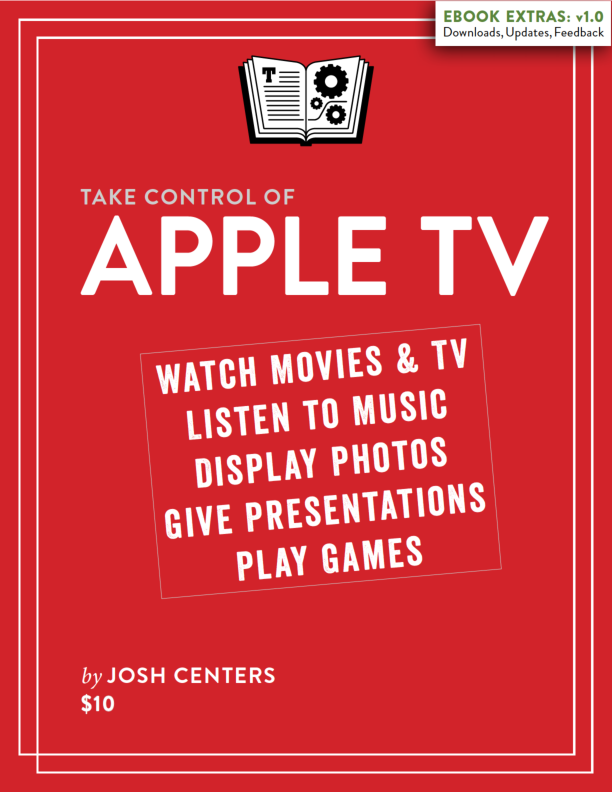 EBOOK EXTRAS: v1.0
Downloads, Updates, Feedback
T
TAKE CONTROL OF
APPLE TV
WATCH MOVIES & TV
LISTEN TO MUSIC
DISPLAY PHOTOS
GIVE PRESENTATIONS
PLAY GAMES
by JOSH CENTERS
$10